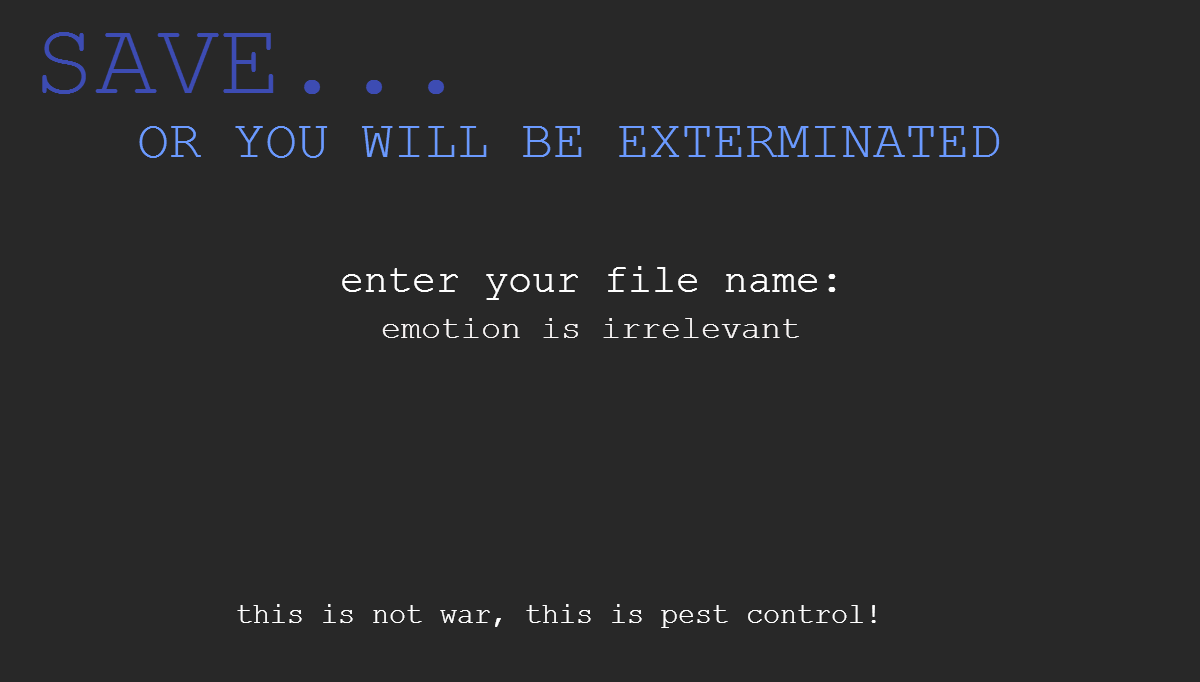 SAVE...
OR YOU WILL BE EXTERMINATED
enter your file name:
emotion is irrelevant
this is not war, this is pest control!